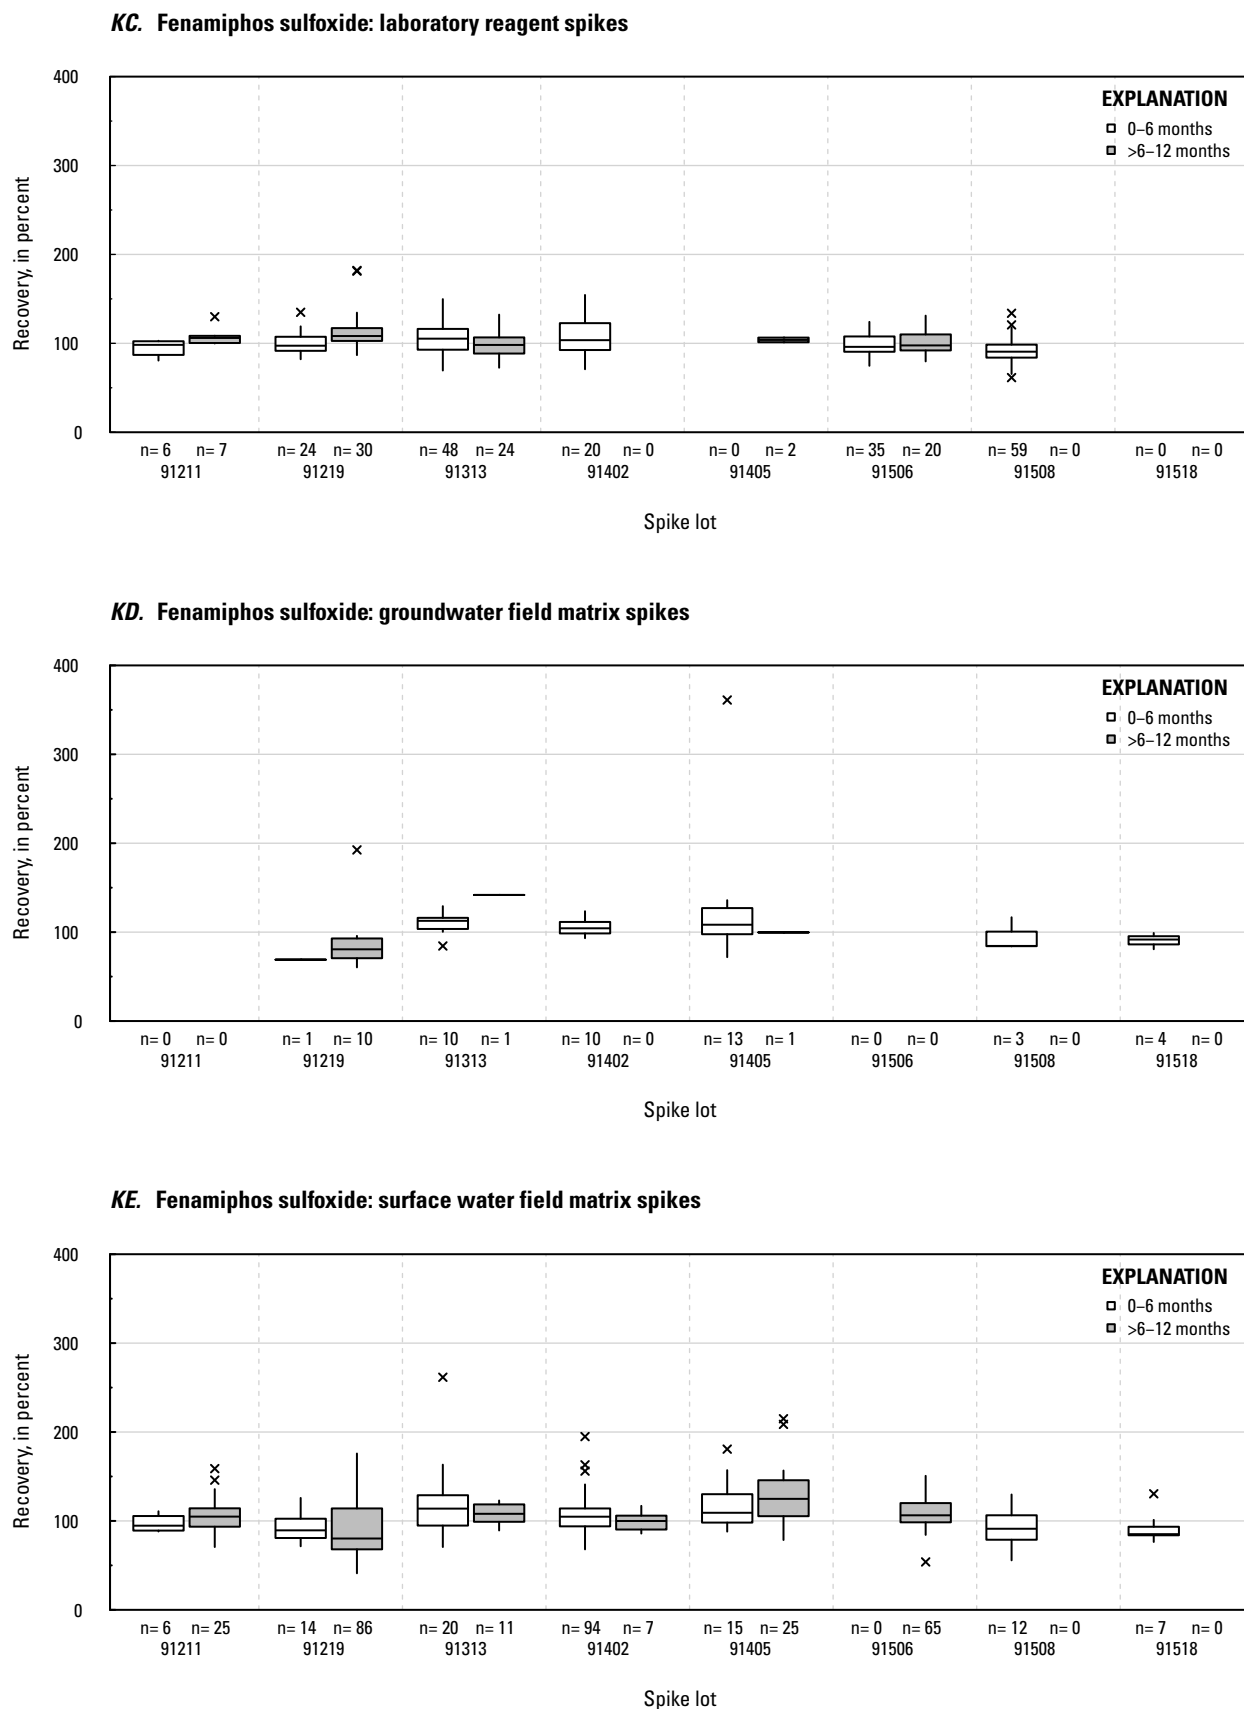 KC. Fenamiphos sulfoxide: laboratory reagent spikes
400
300
200
100
0
Recovery, in percent
EXPLANATION
0–6 months
>6–12 months
n= 6 n= 7 n= 24 n= 30 n= 48 n= 24 n= 20 n= 0 n= 0 n= 2 n= 35 n= 20 n= 59 n= 0 n= 0 n= 0
91211 91219 91313 91402 91405 91506 91508 91518
Spike lot
KD. Fenamiphos sulfoxide: groundwater field matrix spikes
400
300
200
100
0
Recovery, in percent
EXPLANATION
0–6 months
>6–12 months
n= 0 n= 0 n= 1 n= 10 n= 10 n= 1 n= 10 n= 0 n= 13 n= 1 n= 0 n= 0 n= 3 n= 0 n= 4 n= 0
91211 91219 91313 91402 91405 91506 91508 91518
Spike lot
KE. Fenamiphos sulfoxide: surface water field matrix spikes
400
300
200
100
0
Recovery, in percent
EXPLANATION
0–6 months
>6–12 months
n= 6 n= 25 n= 14 n= 86 n= 20 n= 11 n= 94 n= 7 n= 15 n= 25 n= 0 n= 65 n= 12 n= 0 n= 7 n= 0
91211 91219 91313 91402 91405 91506 91508 91518
Spike lot